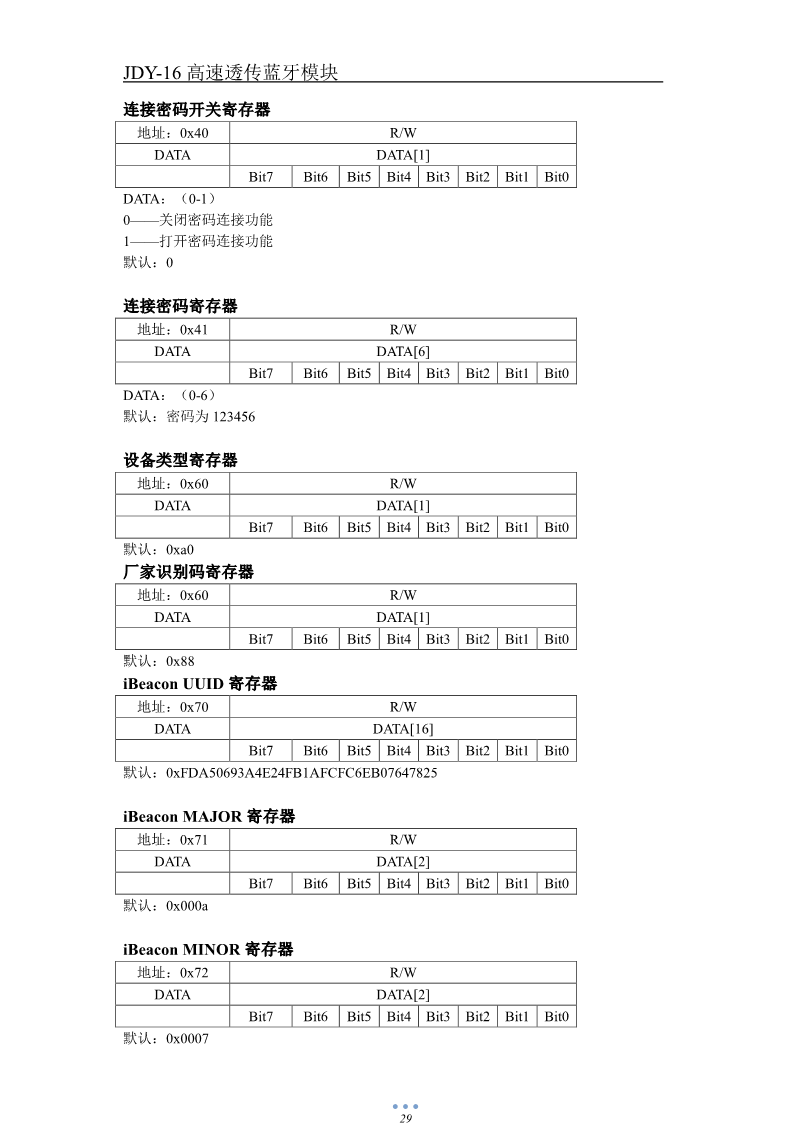 JDY-16 高速透传蓝牙模块
连接密码开关寄存器
地址：0x40 R/W
DATA DATA[1]
Bit7 Bit6 Bit5 Bit4 Bit3 Bit2 Bit1 Bit0
DATA：（0-1）
0——关闭密码连接功能
1——打开密码连接功能
默认：0
连接密码寄存器
地址：0x41 R/W
DATA DATA[6]
Bit7 Bit6 Bit5 Bit4 Bit3 Bit2 Bit1 Bit0
DATA：（0-6）
默认：密码为 123456
设备类型寄存器
地址：0x60 R/W
DATA DATA[1]
Bit7 Bit6 Bit5 Bit4 Bit3 Bit2 Bit1 Bit0
默认：0xa0
厂家识别码寄存器
地址：0x60 R/W
DATA DATA[1]
Bit7 Bit6 Bit5 Bit4 Bit3 Bit2 Bit1 Bit0
默认：0x88
iBeacon UUID 寄存器
地址：0x70 R/W
DATA DATA[16]
Bit7 Bit6 Bit5 Bit4 Bit3 Bit2 Bit1 Bit0
默认：0xFDA50693A4E24FB1AFCFC6EB07647825
iBeacon MAJOR 寄存器
地址：0x71 R/W
DATA DATA[2]
Bit7 Bit6 Bit5 Bit4 Bit3 Bit2 Bit1 Bit0
默认：0x000a
iBeacon MINOR 寄存器
地址：0x72 R/W
DATA DATA[2]
Bit7 Bit6 Bit5 Bit4 Bit3 Bit2 Bit1 Bit0
默认：0x0007
29